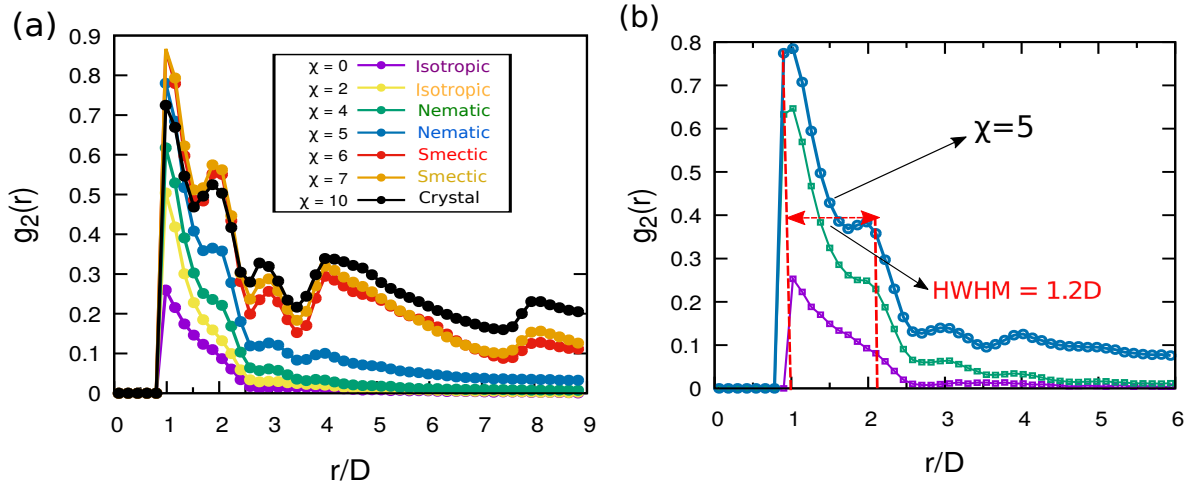 (a)
g2(r)
0.9
0.8
0.7
0.6
0.5
0.4
0.3
0.2
0.1
0
χ = 0 Isotropic
χ = 2 Isotropic
χ = 4 Nematic
χ = 5 Nematic
χ = 6 Smectic
χ = 7 Smectic
χ = 10 Crystal
0 1 2 3 4 5 6 7 8 9
r/D
(b)
g2(r)
0.8
0.7
0.6
0.5
0.4
0.3
0.2
0.1
0
χ=5
HWHM = 1.2D
0 1 2 3 4 5 6
r/D